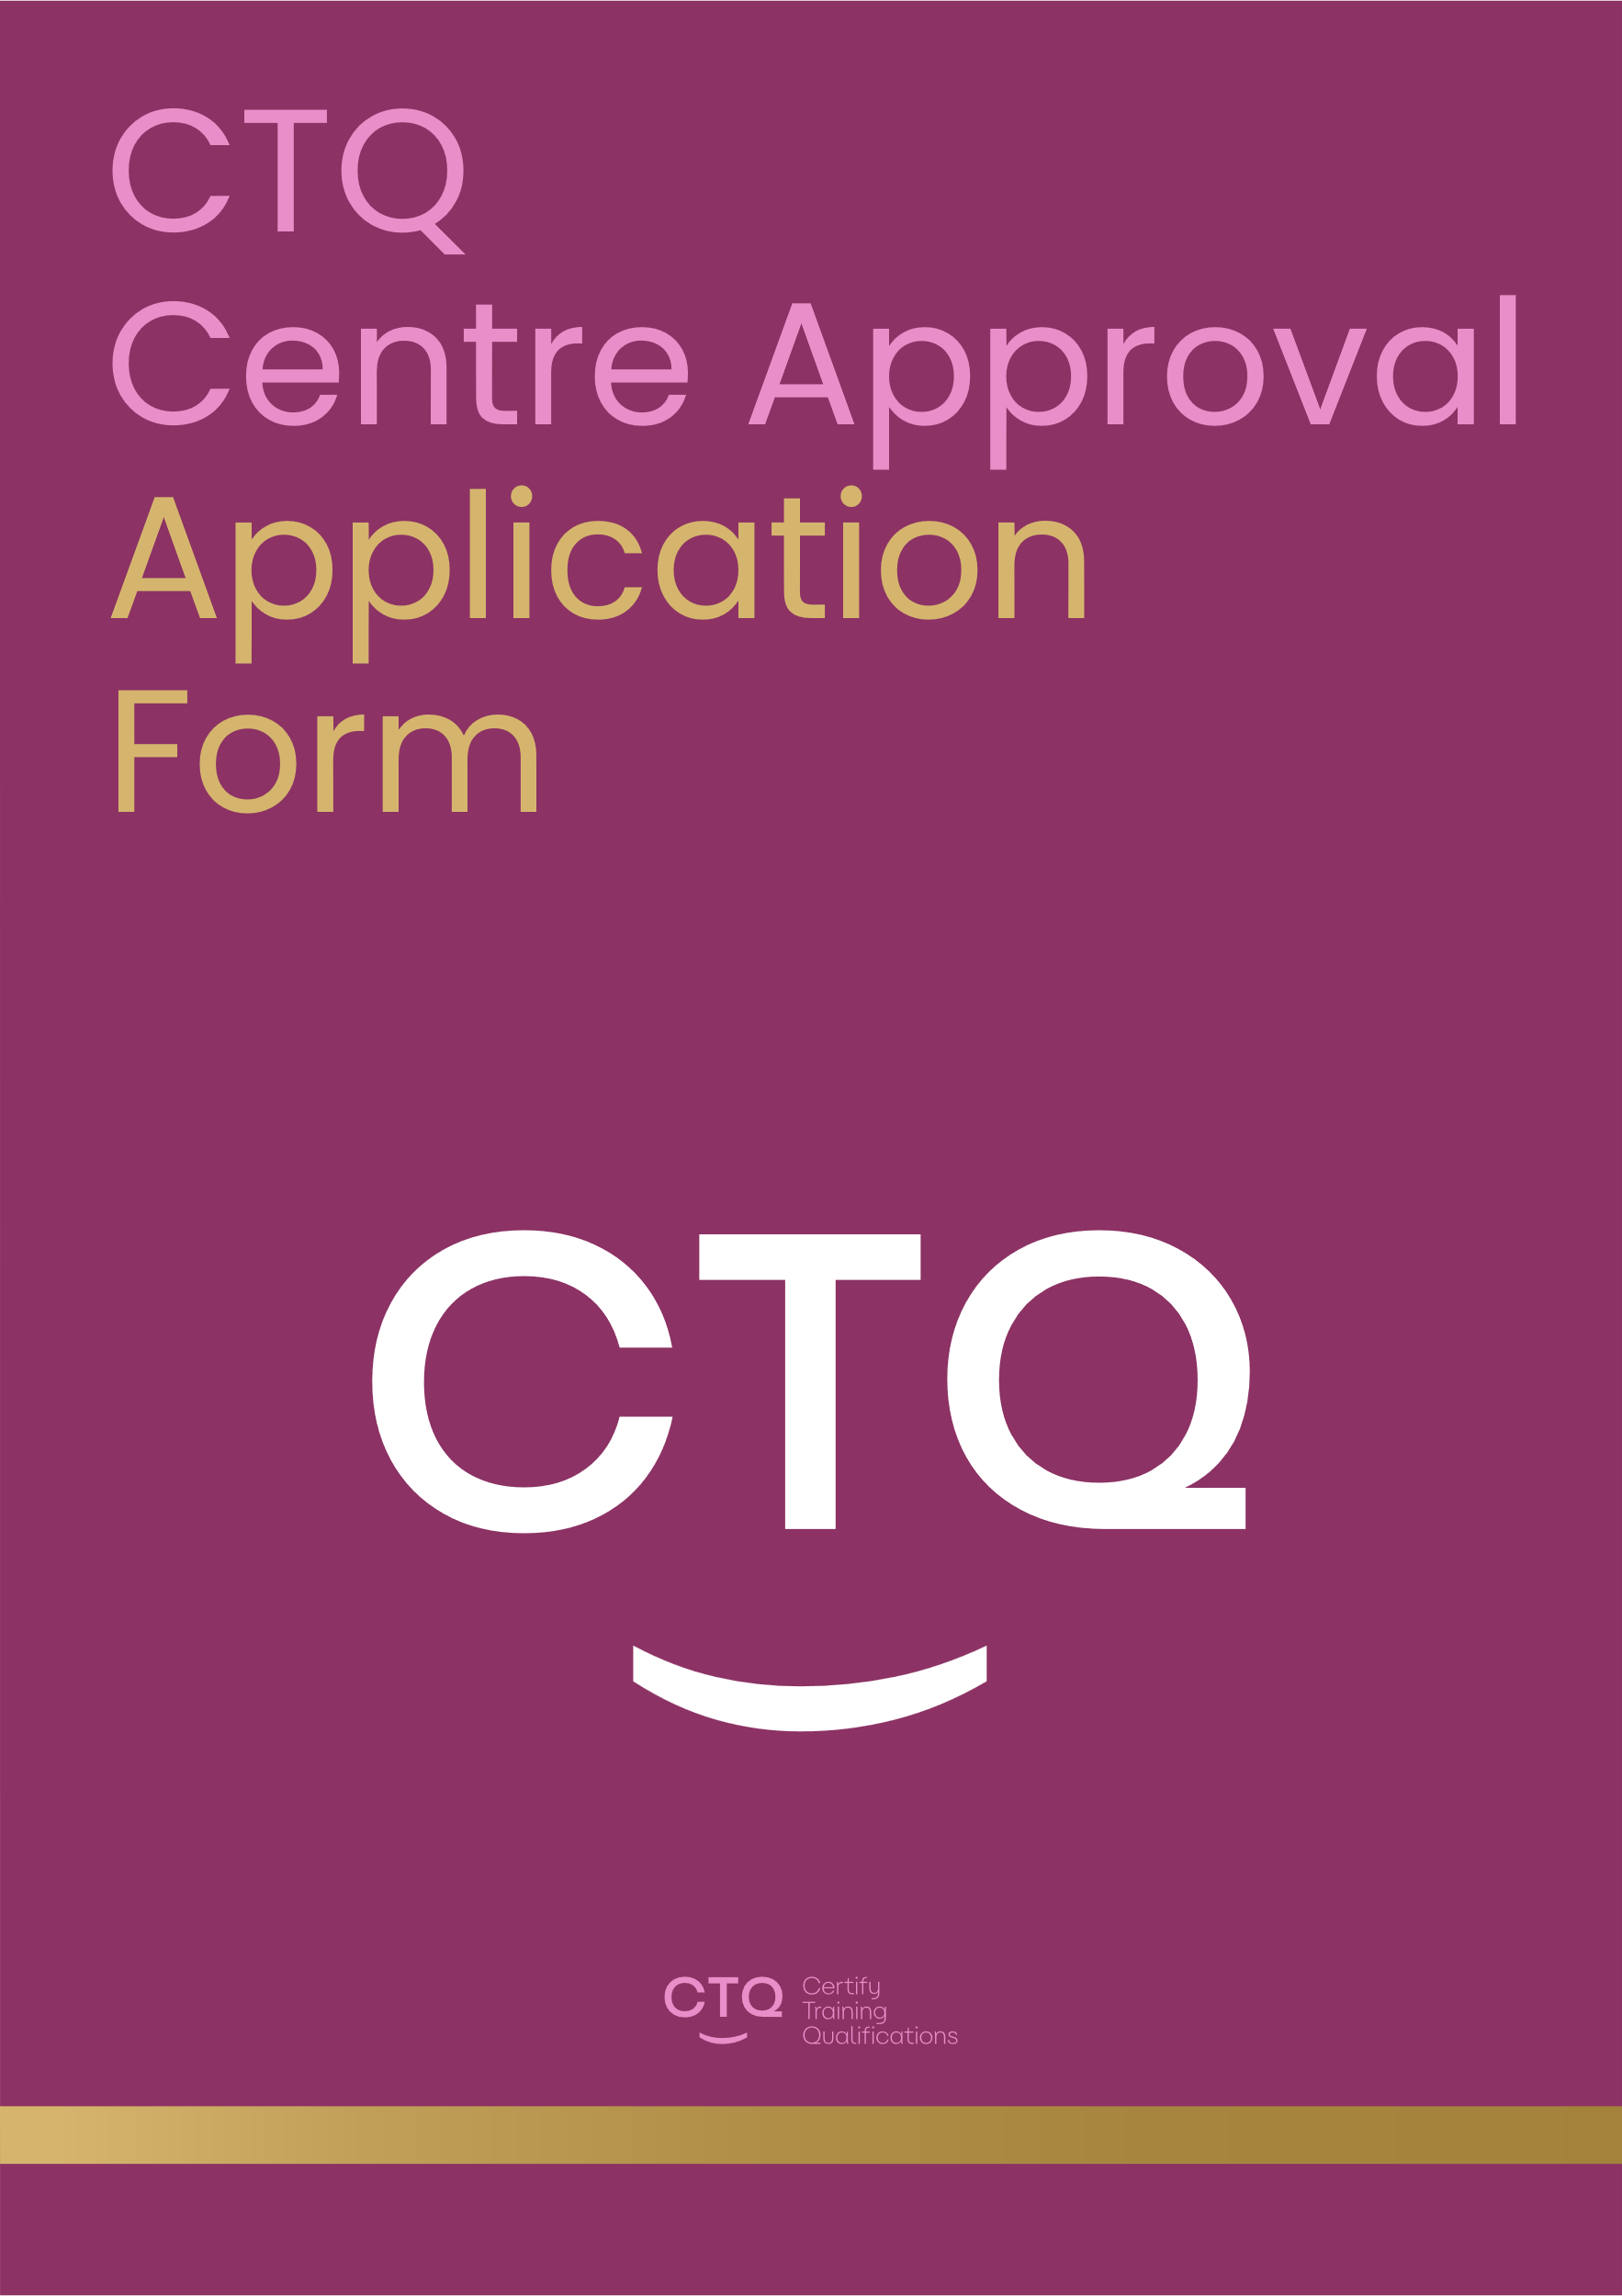 CTQ
Centre Approval
Application
Form
CTQ
CTQ
Certify
Training
Qualifications